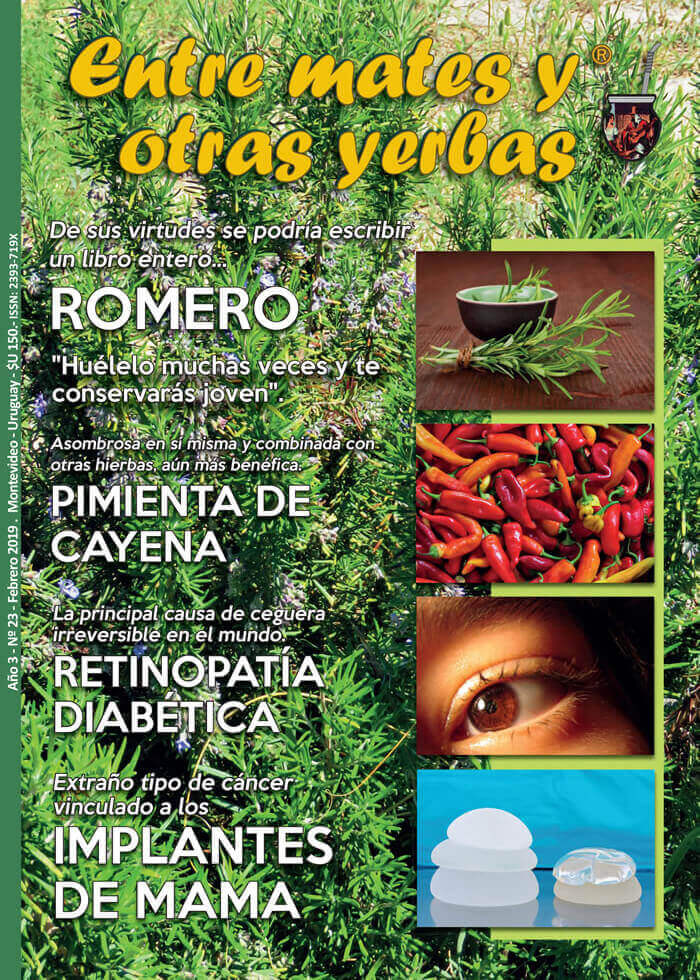 Entre mates y ®
otras yerbas
De sus virtudes se podría escribir
un libro entero...
ROMERO
"Huélelo muchas veces y te
conservarás joven".
Asombrosa en sí misma y combinada con
otras hierbas, aún más benéfica.
PIMIENTA DE
CAYENA
La principal causa de ceguera
irreversible en el mundo.
RETINOPATÍA
DIABÉTICA
Extraño tipo de cáncer
vinculado a los
IMPLANTES
DE MAMA
Año 3 - Nº 23 - Febrero 2019 . Montevideo - Uruguay - $U 150.- ISSN: 2393-719X